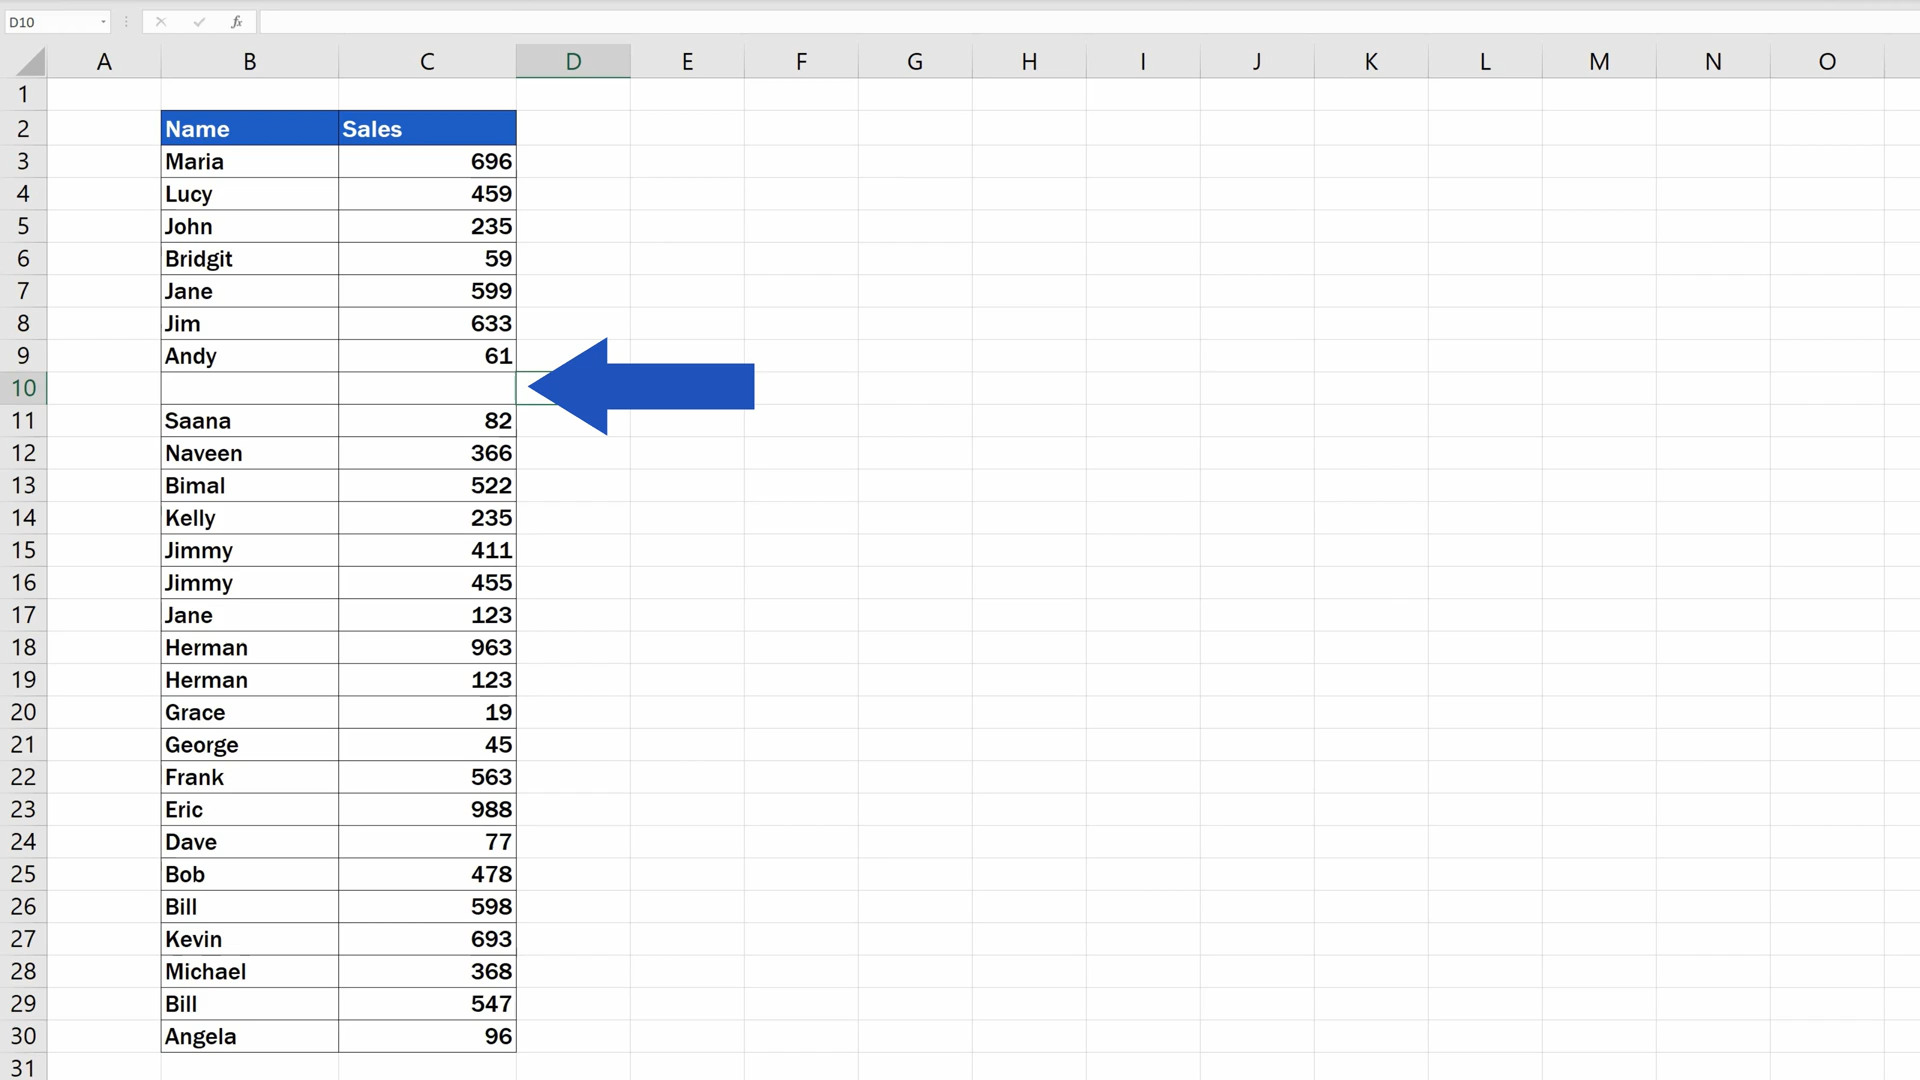 D10 fx
A B C D E F G H I J K L M N O
1
2 Name Sales
3 Maria 696
4 Lucy 459
5 John 235
6 Bridgit 59
7 Jane 599
8 Jim 633
9 Andy 61
10
11 Saana 82
12 Naveen 366
13 Bimal 522
14 Kelly 235
15 Jimmy 411
16 Jimmy 455
17 Jane 123
18 Herman 963
19 Herman 123
20 Grace 19
21 George 45
22 Frank 563
23 Eric 988
24 Dave 77
25 Bob 478
26 Bill 598
27 Kevin 693
28 Michael 368
29 Bill 547
30 Angela 96
31